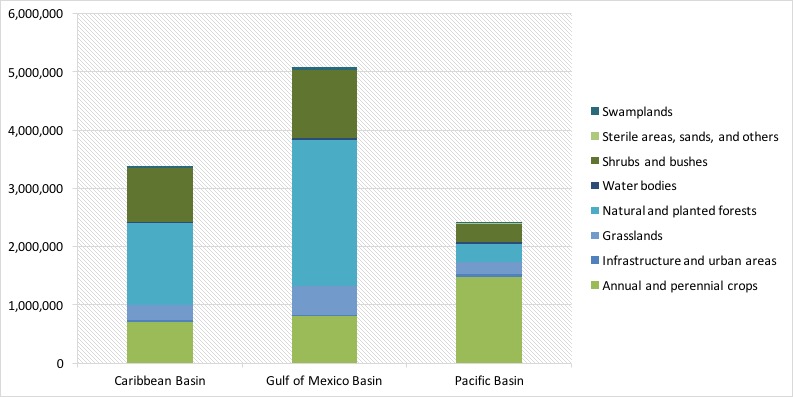 6,000,000
5,000,000
4,000,000
3,000,000
2,000,000
1,000,000
0
Caribbean Basin
Gulf of Mexico Basin
Pacific Basin
Swamplands
Sterile areas, sands, and others
Shrubs and bushes
Water bodies
Natural and planted forests
Grasslands
Infrastructure and urban areas
Annual and perennial crops